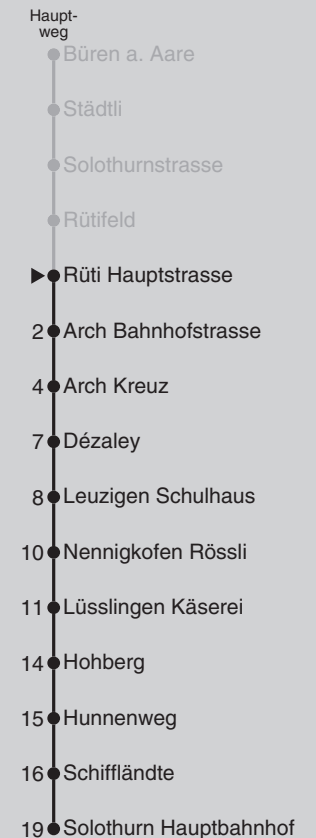 Haupt-
weg
Büren a. Aare
Städtli
Solothurnstrasse
Rütifeld
Rüti Hauptstrasse
2 Arch Bahnhofstrasse
4 Arch Kreuz
7 Dézaley
8 Leuzigen Schulhaus
10 Nennigkofen Rössli
11 Lüsslingen Käserei
14 Hohberg
15 Hunnenweg
16 Schiffländte
19 Solothurn Hauptbahnhof